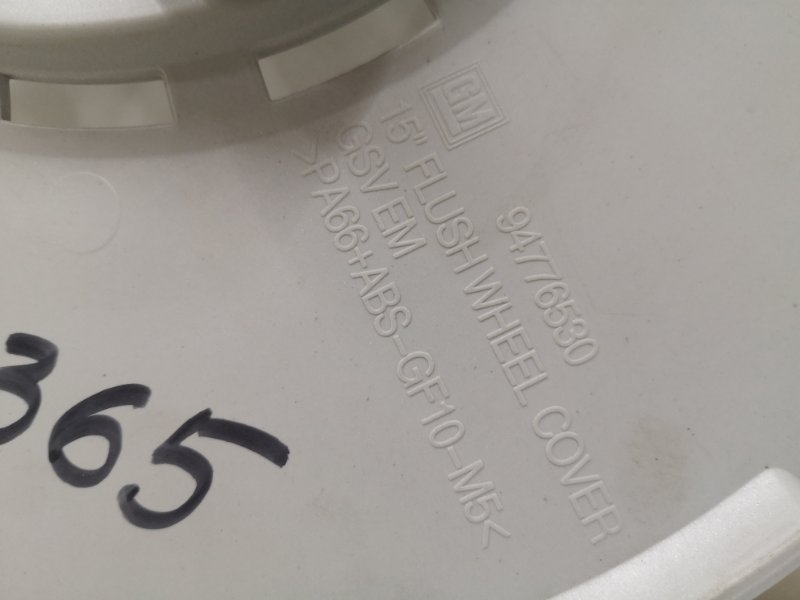 GM
94776530
15" FLUSH WHEEL COVER
GSV EM
>PA66+ABS-GF10-M5<
365